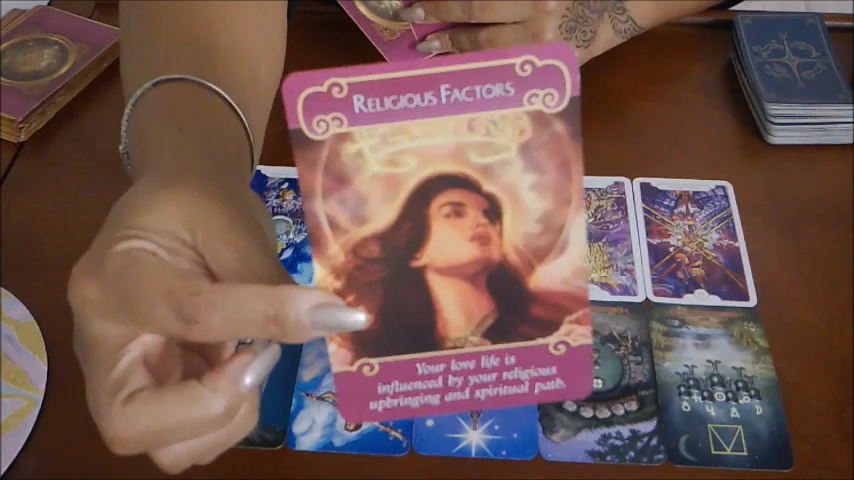 RELIGIOUS FACTORS
Your love life is
influenced by your religious
upbringing and spiritual path.